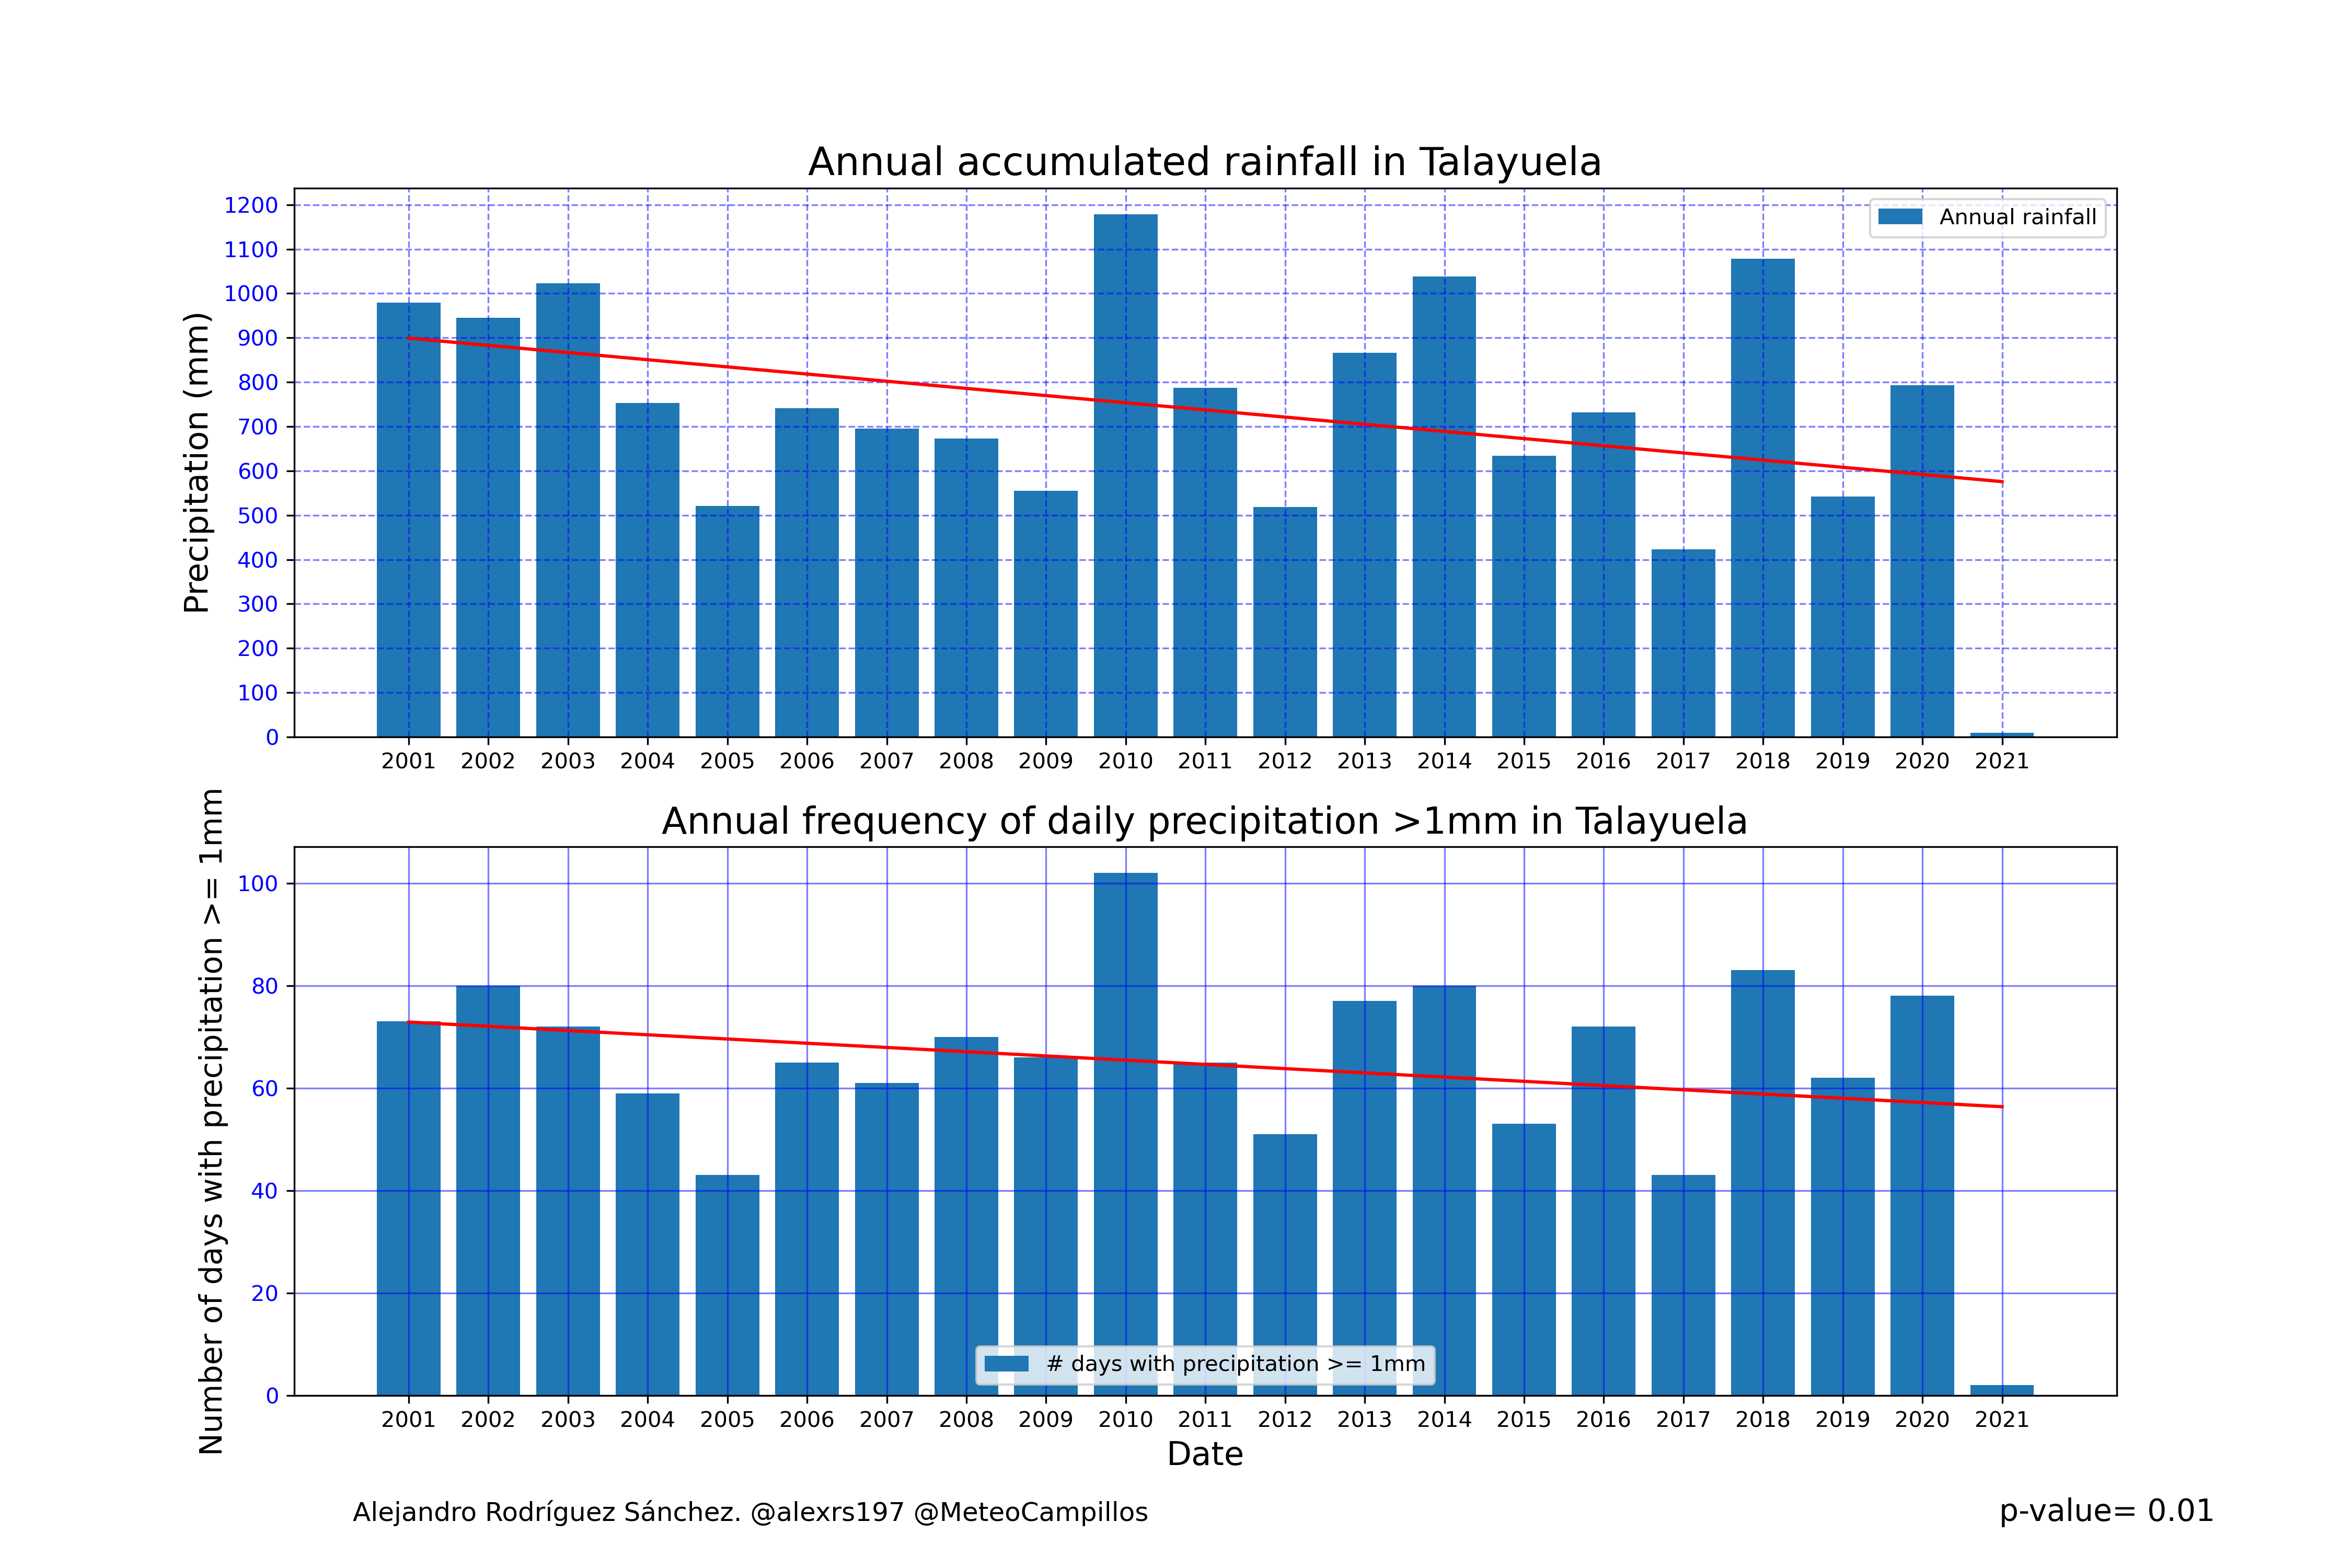 Annual accumulated rainfall in Talayuela
Precipitation (mm)
1200
1100
1000
900
800
700
600
500
400
300
200
100
0
Annual rainfall
2001 2002 2003 2004 2005 2006 2007 2008 2009 2010 2011 2012 2013 2014 2015 2016 2017 2018 2019 2020 2021
Annual frequency of daily precipitation >1mm in Talayuela
Number of days with precipitation >= 1mm
100
80
60
40
20
0
# days with precipitation >= 1mm
2001 2002 2003 2004 2005 2006 2007 2008 2009 2010 2011 2012 2013 2014 2015 2016 2017 2018 2019 2020 2021
Date
Alejandro Rodríguez Sánchez. @alexrs197 @MeteoCampillos
p-value= 0.01